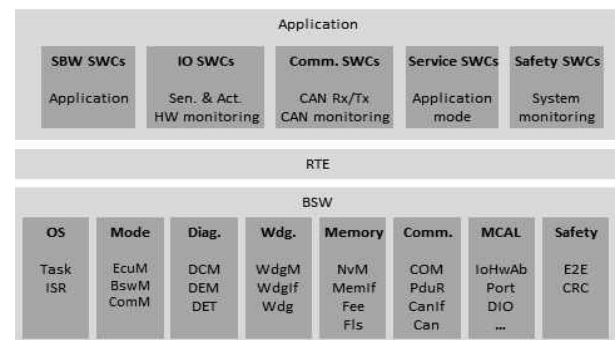 Application
SBW SWCs
Application
IO SWCs
Sen. & Act.
HW monitoring
Comm. SWCs
CAN Rx/Tx
CAN monitoring
Service SWCs
Application
mode
Safety SWCs
System
monitoring
RTE
BSW
OS
Task
ISR
Mode
EcuM
BswM
ComM
Diag.
DCM
DEM
DET
Wdg.
WdgM
WdgIf
Wdg
Memory
NvM
MemIf
Fee
Fls
Comm.
COM
PduR
CanIf
Can
MCAL
IoHwAb
Port
DIO
...
Safety
E2E
CRC